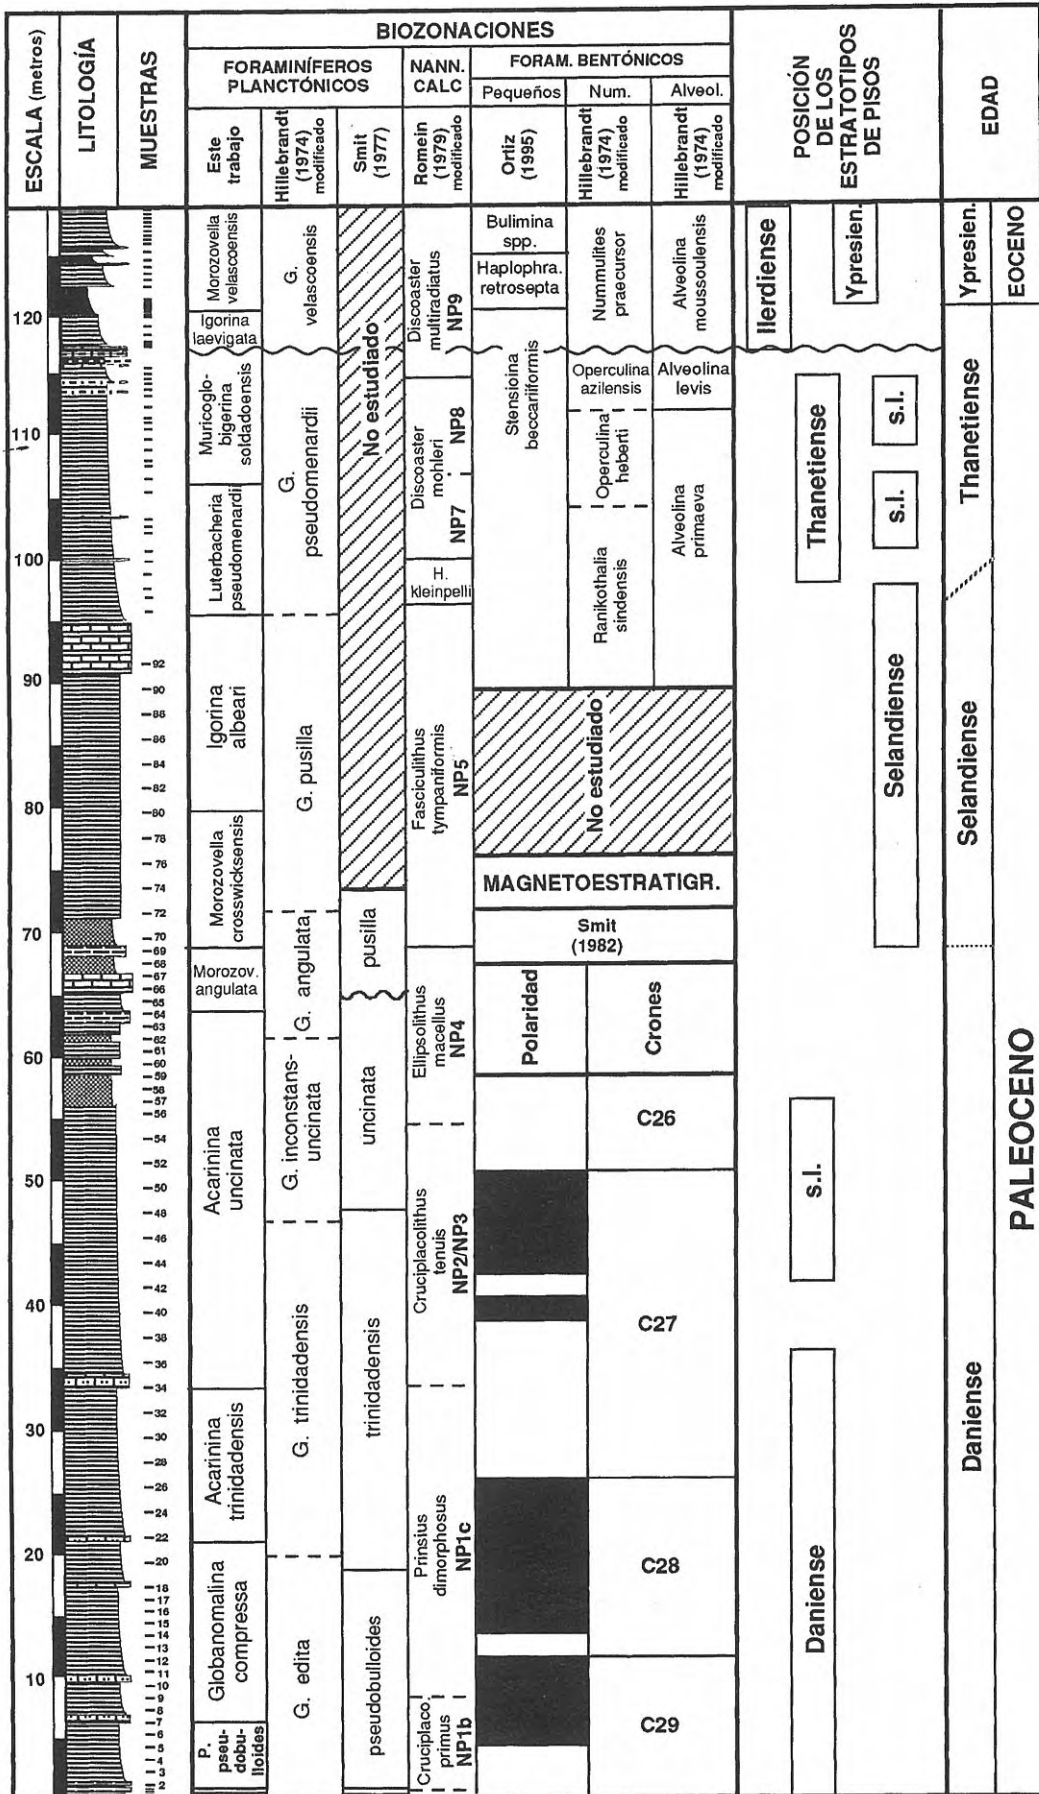 ESCALA (metros)
LITOLOGÍA
MUESTRAS
BIOZONACIONES
FORAMINÍFEROS
PLANCTÓNICOS
NANN.
CALC
FORAM. BENTÓNICOS
Pequeños
Num.
Alveol.
Este
trabajo
Hillebrandt
(1974)
modificado
Smit
(1977)
Romein
(1979)
modificado
Ortiz
(1995)
Hillebrandt
(1974)
modificado
Hillebrandt
(1974)
modificado
POSICIÓN
DE LOS
ESTRATOTIPOS
DE PISOS
EDAD
120
110
100
90
80
70
60
50
40
30
20
10
92
90
88
86
84
82
80
78
76
74
72
70
69
68
67
66
65
64
63
62
61
60
59
58
57
56
54
52
50
48
46
44
42
40
38
36
34
32
30
28
26
24
22
20
18
17
16
15
14
13
12
11
10
9
8
7
6
5
4
3
2
Morozovella
velascoensis
Igorina
laevigata
Muricoglo-
bigerina
soldadoensis
Luterbacheria
pseudomenardii
Igorina
albeari
Morozovella
crosswicksensis
Morozov.
angulata
Acarinina
uncinata
Acarinina
trinidadensis
Globanomalina
compressa
P.
pseu-
dobu-
lloides
G.
velascoensis
G.
pseudomenardii
G. pusilla
G. angulata
G. inconstans-
uncinata
G. trinidadensis
G. edita
No estudiado
pusilla
uncinata
trinidadensis
pseudobulloides
Discoaster
multiradiatus
NP9
Discoaster
mohleri
NP7 NP8
H.
kleinpelli
Fasciculithus
tympaniformis
NP5
Ellipsolithus
macellus
NP4
Cruciplacolithus
tenuis
NP2/NP3
Prinsius
dimorphosus
NP1c
Cruciplaco.
primus
NP1b
Bulimina
spp.
Haplophra.
retrosepta
Stensioina
beccariiformis
Nummulites
praecursor
Operculina
azilensis
Operculina
heberti
Ranikothalia
sindensis
Alveolina
moussoulensis
Alveolina
levis
Alveolina
primaeva
No estudiado
MAGNETOESTRATIGR.
Smit
(1982)
Polaridad
Crones
C26
C27
C28
C29
Ilerdiense
Ypresien.
Thanetiense
s.l.
s.l.
Selandiense
s.l.
Daniense
Ypresien.
Thanetiense
Selandiense
Daniense
EOCENO
PALEOCENO